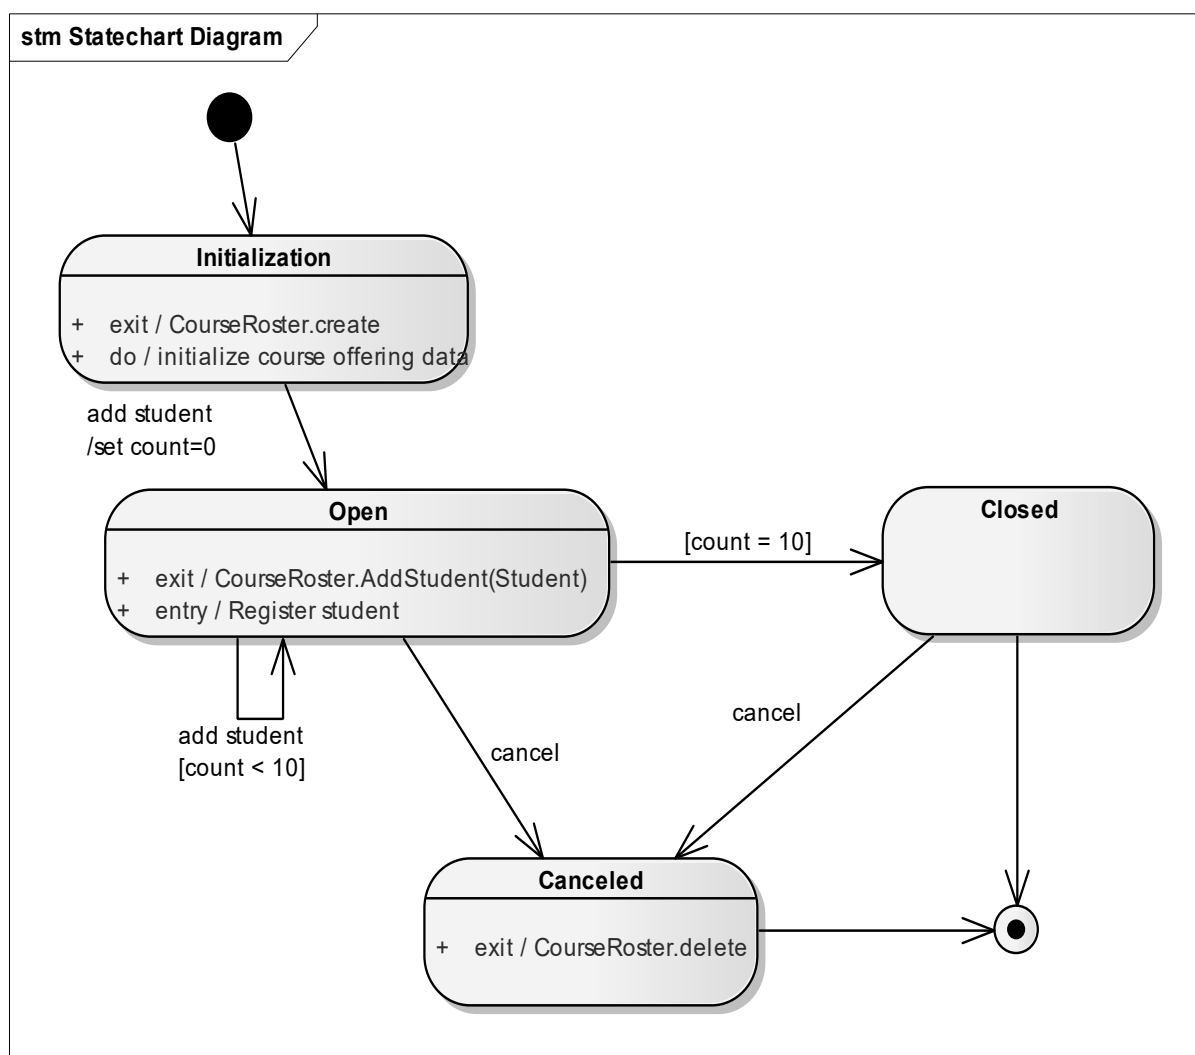 stm Statechart Diagram
Initialization
+ exit / CourseRoster.create
+ do / initialize course offering data
add student
/set count=0
Open
+ exit / CourseRoster.AddStudent(Student)
+ entry / Register student
[count = 10]
Closed
add student
[count < 10]
cancel
cancel
Canceled
+ exit / CourseRoster.delete